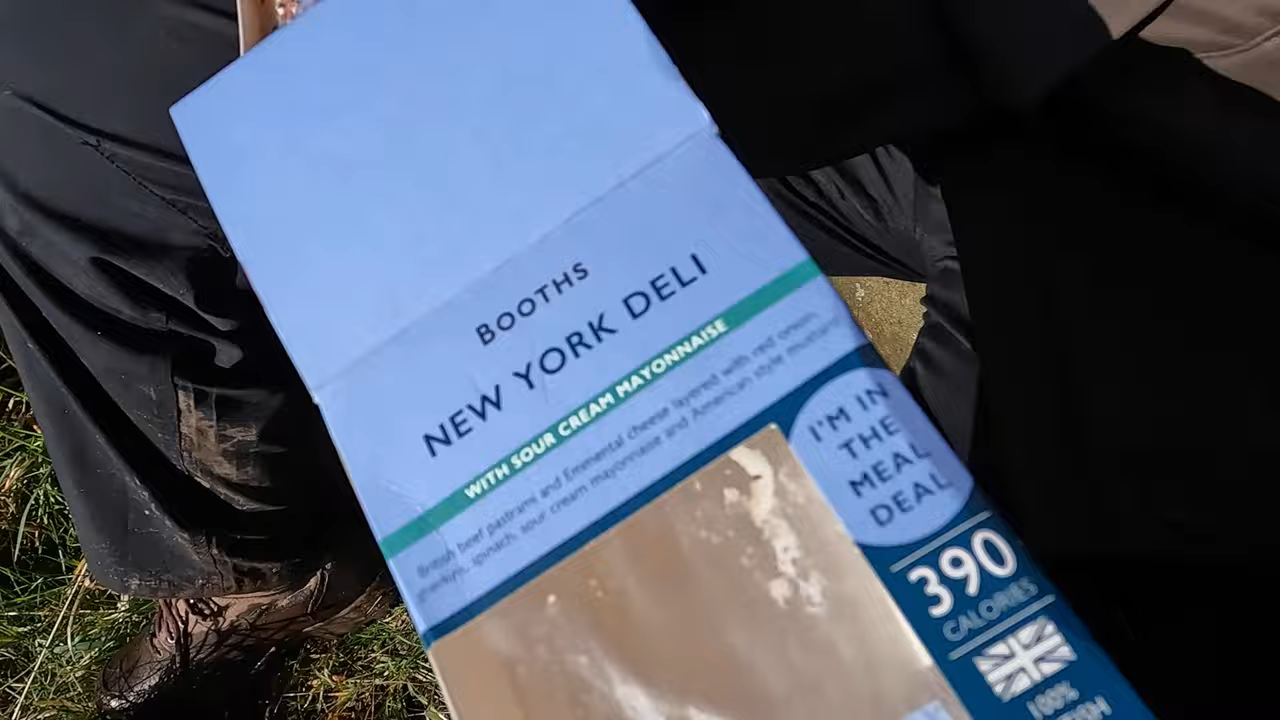 BOOTHS
NEW YORK DELI
WITH SOUR CREAM MAYONNAISE
British beef pastrami and Emmental cheese layered with red onion,
gherkins, spinach, sour cream mayonnaise and American style mustard
I'M IN
THE
MEAL
DEAL
390
CALORIES
100%